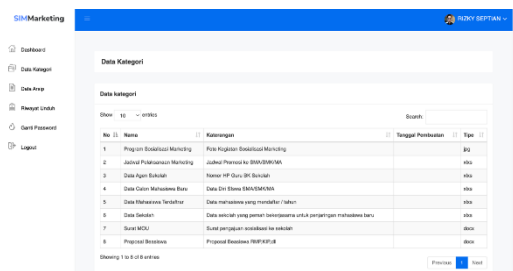 SIMMarketing
RIZKY SEPTIAN
Dashboard
Data Kategori
Data Arsip
Riwayat Unduh
Ganti Password
Logout
Data Kategori
Data kategori
Show 10 entries
Search:
No Nama Keterangan Tanggal Pembuatan Tipe
1 Program Sosialisasi Marketing Foto Kegiatan Sosialisasi Marketing jpg
2 Jadwal Pelaksanaan Marketing Jadwal Promosi ke SMA/SMK/MA xlsx
3 Data Agen Sekolah Nomor HP Guru BK Sekolah xlsx
4 Data Calon Mahasiswa Baru Data Diri Siswa SMA/SMK/MA xlsx
5 Data Mahasiswa Terdaftar Data mahasiswa yang mendaftar / tahun xlsx
6 Data Sekolah Data sekolah yang pernah bekerjasama untuk penjaringan mahasiswa baru xlsx
7 Surat MOU Surat pengajuan sosialisasi ke sekolah docx
8 Proposal Beasiswa Proposal Beasiswa RMP,KIP,dll docx
Showing 1 to 8 of 8 entries
Previous 1 Next